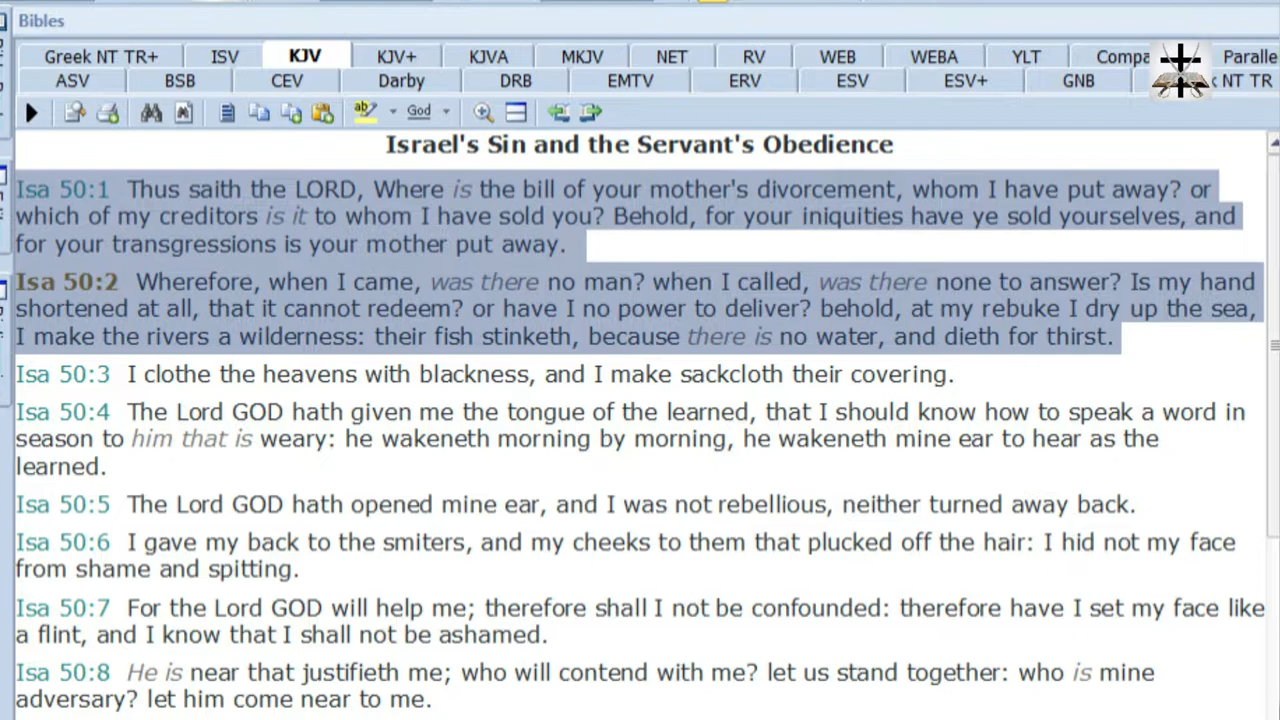 Bibles
Greek NT TR+ ISV KJV KJV+ KJVA MKJV NET RV WEB WEBA YLT Compa Paralle
ASV BSB CEV Darby DRB EMTV ERV ESV ESV+ GNB NT TR
ab God
Israel's Sin and the Servant's Obedience
Isa 50:1 Thus saith the LORD, Where is the bill of your mother's divorcement, whom I have put away? or
which of my creditors is it to whom I have sold you? Behold, for your iniquities have ye sold yourselves, and
for your transgressions is your mother put away.
Isa 50:2 Wherefore, when I came, was there no man? when I called, was there none to answer? Is my hand
shortened at all, that it cannot redeem? or have I no power to deliver? behold, at my rebuke I dry up the sea,
I make the rivers a wilderness: their fish stinketh, because there is no water, and dieth for thirst.
Isa 50:3 I clothe the heavens with blackness, and I make sackcloth their covering.
Isa 50:4 The Lord GOD hath given me the tongue of the learned, that I should know how to speak a word in
season to him that is weary: he wakeneth morning by morning, he wakeneth mine ear to hear as the
learned.
Isa 50:5 The Lord GOD hath opened mine ear, and I was not rebellious, neither turned away back.
Isa 50:6 I gave my back to the smiters, and my cheeks to them that plucked off the hair: I hid not my face
from shame and spitting.
Isa 50:7 For the Lord GOD will help me; therefore shall I not be confounded: therefore have I set my face like
a flint, and I know that I shall not be ashamed.
Isa 50:8 He is near that justifieth me; who will contend with me? let us stand together: who is mine
adversary? let him come near to me.